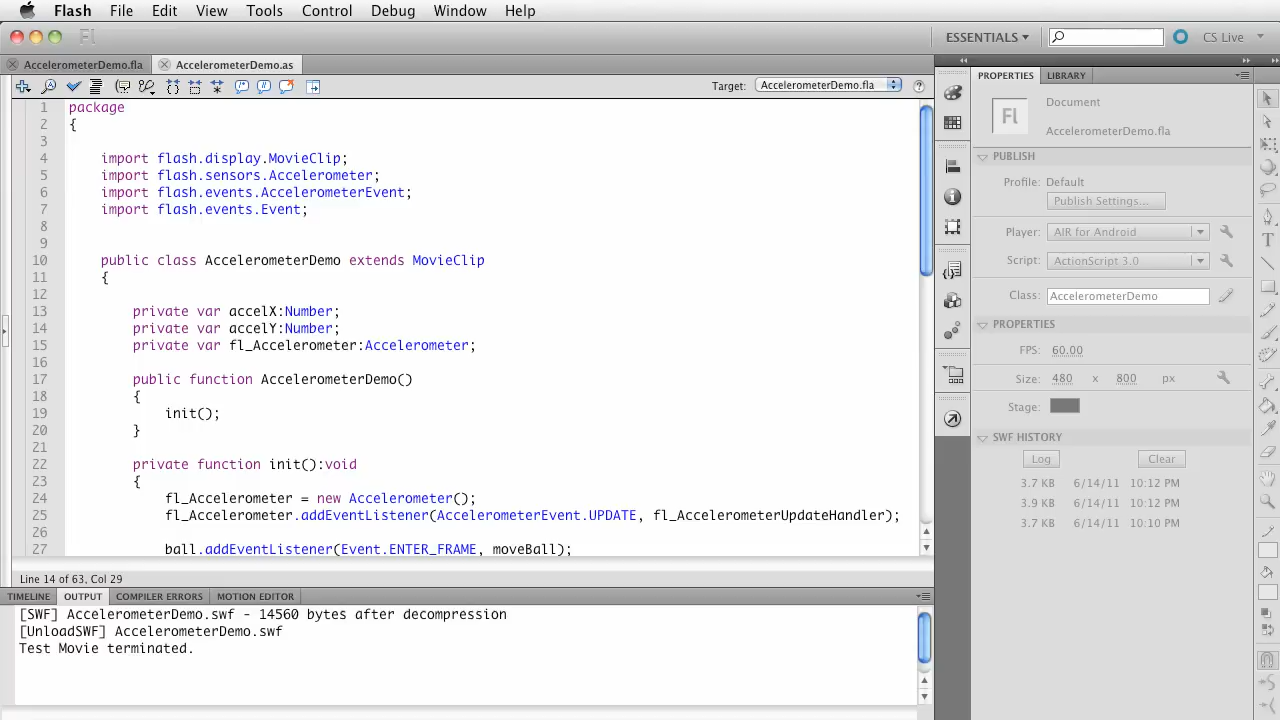 Flash File Edit View Tools Control Debug Window Help
Fl ESSENTIALS CS Live
AccelerometerDemo.fla AccelerometerDemo.as
PROPERTIES LIBRARY
Target: AccelerometerDemo.fla ?
1 package
2 {
3
4 import flash.display.MovieClip;
5 import flash.sensors.Accelerometer;
6 import flash.events.AccelerometerEvent;
7 import flash.events.Event;
8
9
10 public class AccelerometerDemo extends MovieClip
11 {
12
13 private var accelX:Number;
14 private var accelY:Number;
15 private var fl_Accelerometer:Accelerometer;
16
17 public function AccelerometerDemo()
18 {
19 init();
20 }
21
22 private function init():void
23 {
24 fl_Accelerometer = new Accelerometer();
25 fl_Accelerometer.addEventListener(AccelerometerEvent.UPDATE, fl_AccelerometerUpdateHandler);
26
27 ball.addEventListener(Event.ENTER_FRAME, moveBall);
Line 14 of 63, Col 29
TIMELINE OUTPUT COMPILER ERRORS MOTION EDITOR
[SWF] AccelerometerDemo.swf - 14560 bytes after decompression
[UnloadSWF] AccelerometerDemo.swf
Test Movie terminated.
Fl Document
AccelerometerDemo.fla
PUBLISH
Profile: Default
Publish Settings...
Player: AIR for Android
Script: ActionScript 3.0
Class: AccelerometerDemo
PROPERTIES
FPS: 60.00
Size: 480 x 800 px
Stage:
SWF HISTORY
Log Clear
3.7 KB 6/14/11 10:12 PM
3.9 KB 6/14/11 10:12 PM
3.7 KB 6/14/11 10:10 PM